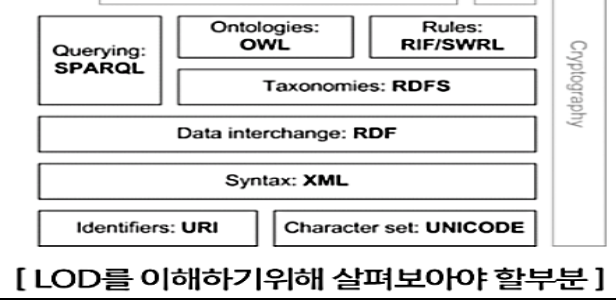 Querying:
SPARQL
Ontologies:
OWL
Rules:
RIF/SWRL
Taxonomies: RDFS
Cryptography
Data interchange: RDF
Syntax: XML
Identifiers: URI
Character set: UNICODE
[ LOD를 이해하기위해 살펴보아야 할부분 ]